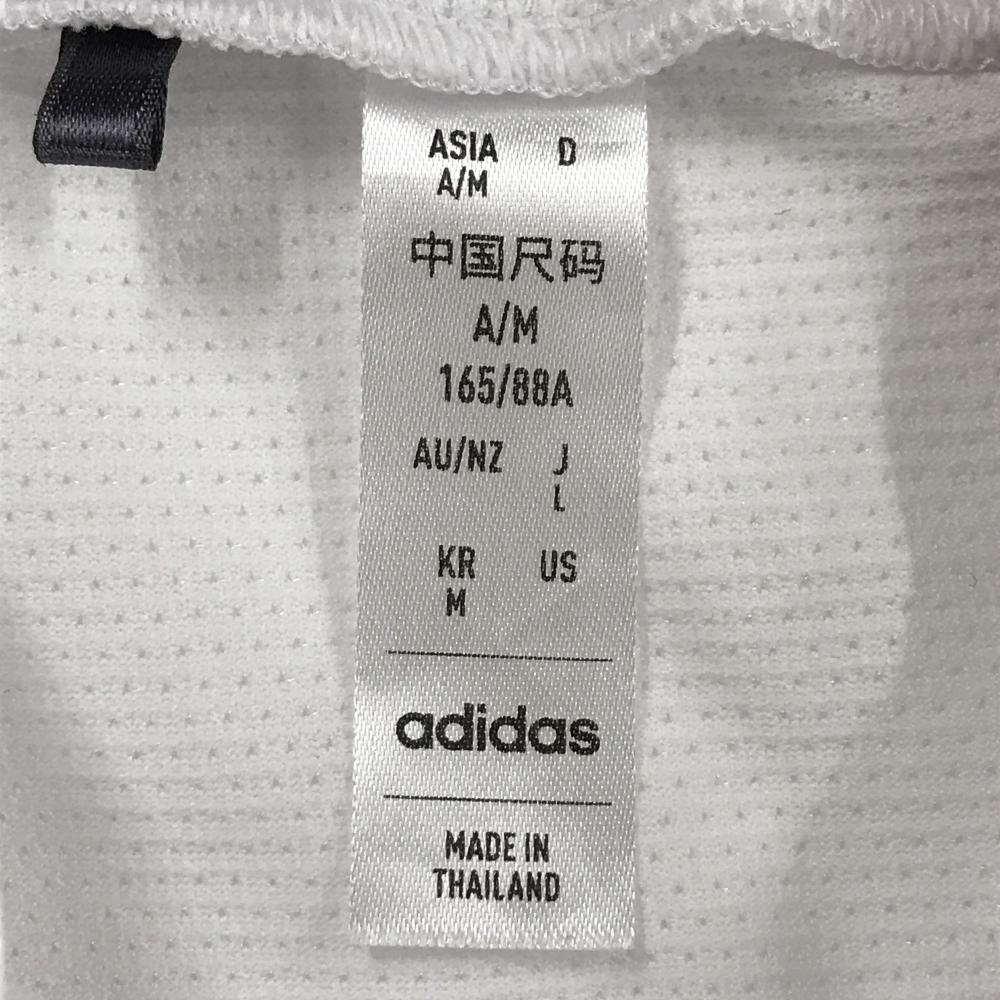 ASIA D
A/M
中国尺码
A/M
165/88A
AU/NZ J
L
KR US
M
adidas
MADE IN
THAILAND